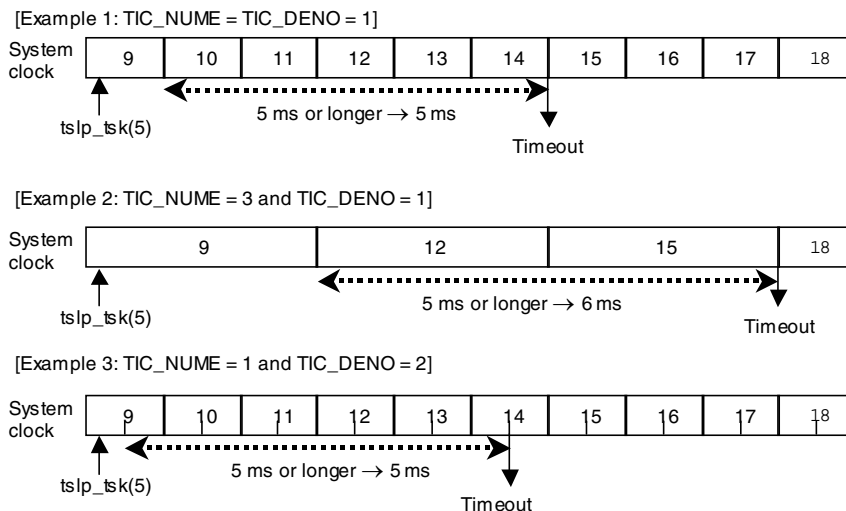 [Example 1: TIC_NUME = TIC_DENO = 1]
System clock 9 10 11 12 13 14 15 16 17 18
5 ms or longer → 5 ms
tslp_tsk(5)
Timeout
[Example 2: TIC_NUME = 3 and TIC_DENO = 1]
System clock 9 12 15 18
5 ms or longer → 6 ms
tslp_tsk(5)
Timeout
[Example 3: TIC_NUME = 1 and TIC_DENO = 2]
System clock 9 10 11 12 13 14 15 16 17 18
5 ms or longer → 5 ms
tslp_tsk(5)
Timeout